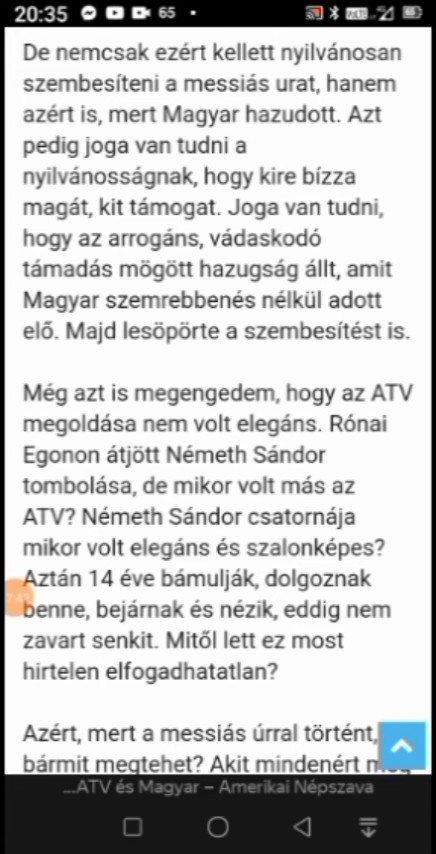 20:35
65
De nemcsak ezért kellett nyilvánosan
szembesíteni a messiás urat, hanem
azért is, mert Magyar hazudott. Azt
pedig joga van tudni a
nyilvánosságnak, hogy kire bízza
magát, kit támogat. Joga van tudni,
hogy az arrogáns, vádaskodó
támadás mögött hazugság állt, amit
Magyar szemrebbenés nélkül adott
elő. Majd lesöpörte a szembesítést is.
Még azt is megengedem, hogy az ATV
megoldása nem volt elegáns. Rónai
Egonon átjött Németh Sándor
tombolása, de mikor volt más az
ATV? Németh Sándor csatornája
mikor volt elegáns és szalonképes?
Aztán 14 éve bámulják, dolgoznak
benne, bejárnak és nézik, eddig nem
zavart senkit. Mitől lett ez most
hirtelen elfogadhatatlan?
Azért, mert a messiás úrral történt,
bármit megtehet? Akit mindenért
...ATV és Magyar – Amerikai Népszava